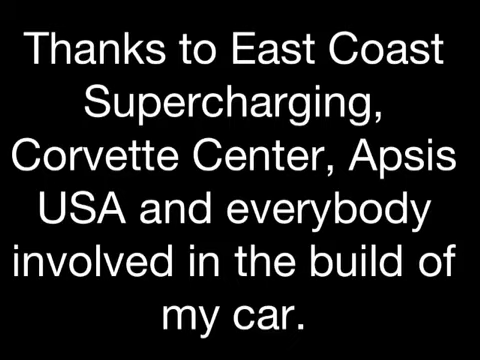 Thanks to East Coast
Supercharging,
Corvette Center, Apsis
USA and everybody
involved in the build of
my car.